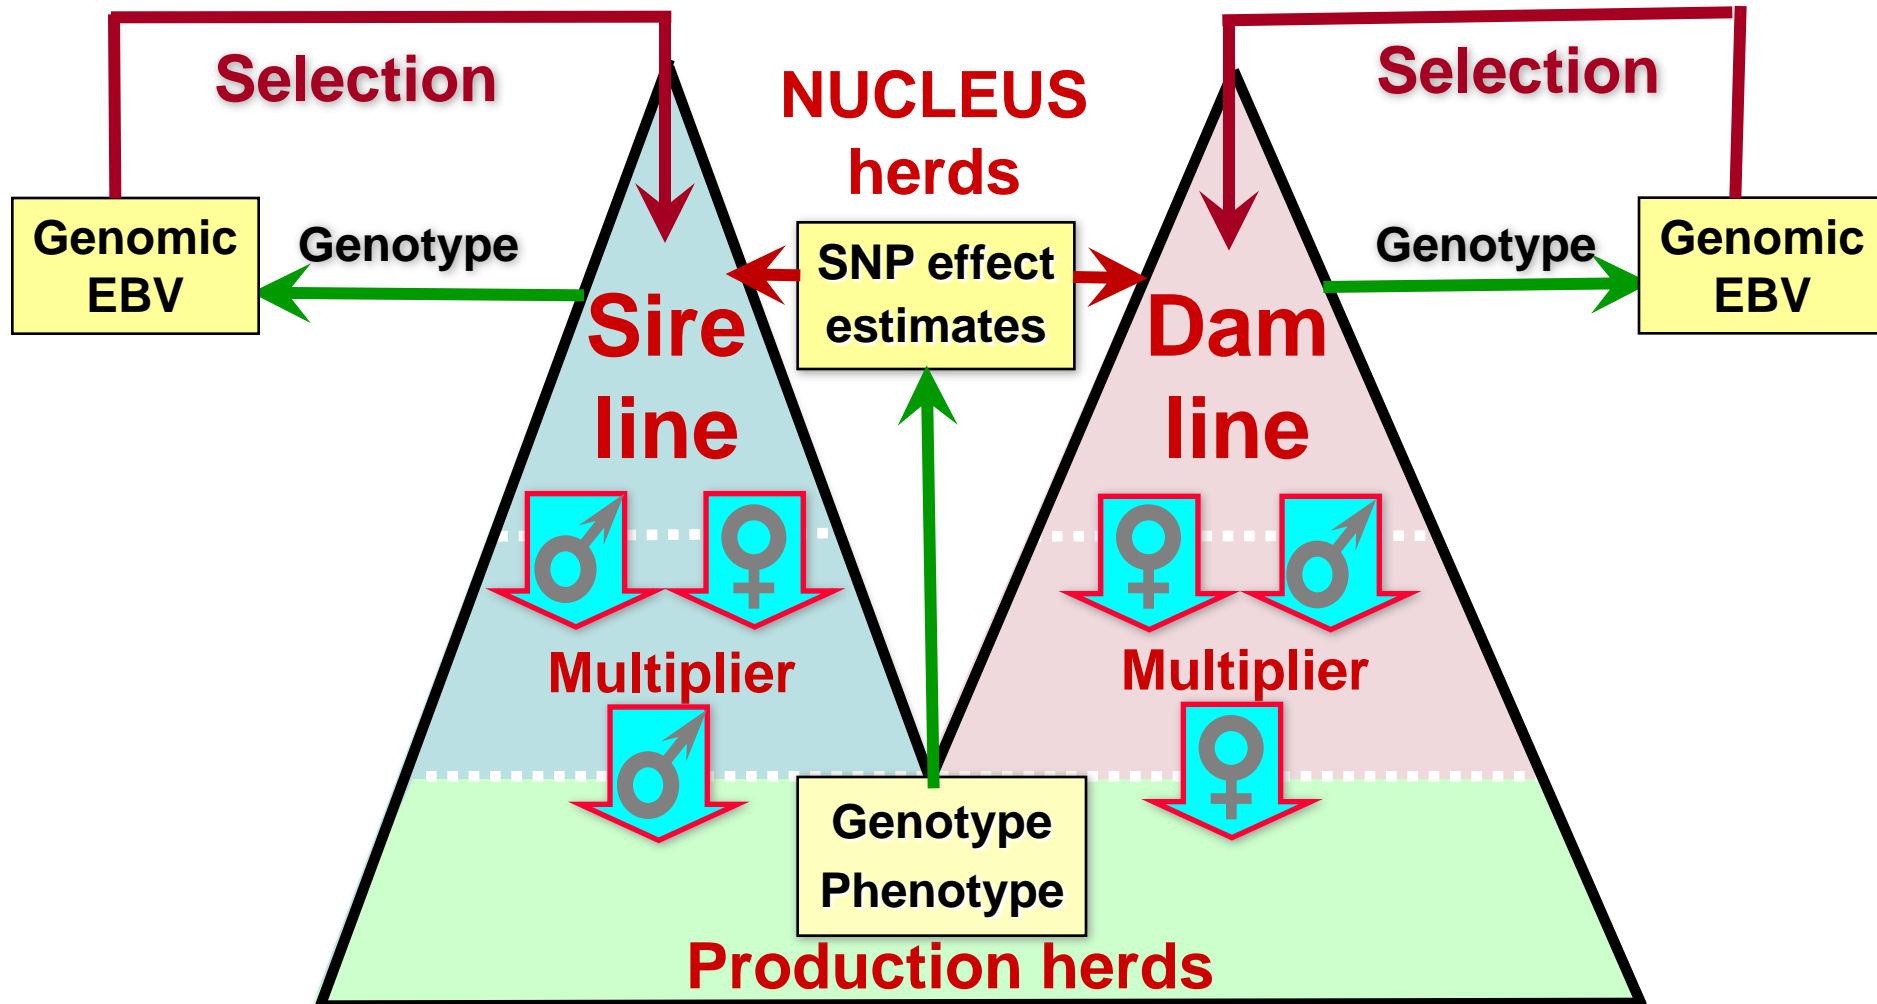 Selection
NUCLEUS
herds
Selection
Genomic
EBV
Genotype
SNP effect
estimates
Genotype
Genomic
EBV
Sire
line
Dam
line
Multiplier
Multiplier
Genotype
Phenotype
Production herds